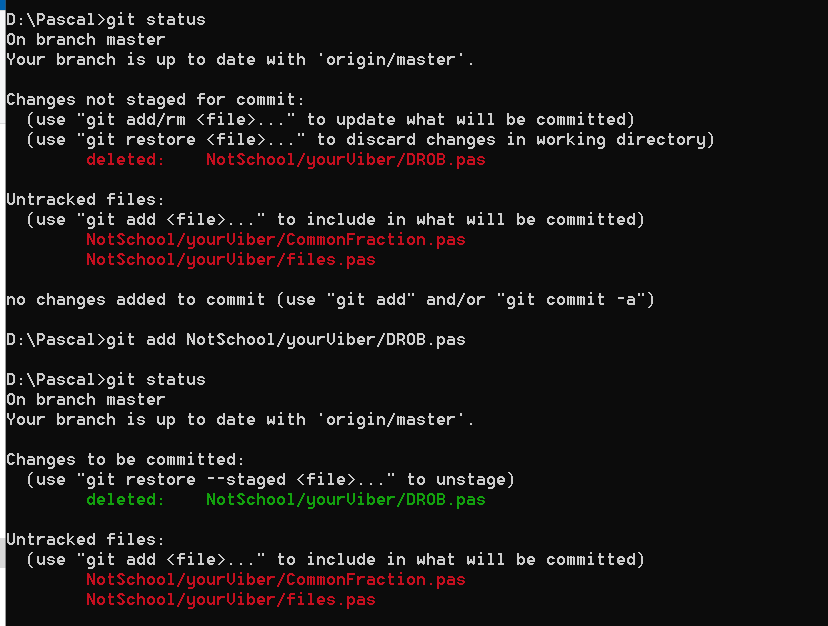 D:\Pascal>git status
On branch master
Your branch is up to date with 'origin/master'.
Changes not staged for commit:
(use "git add/rm <file>..." to update what will be committed)
(use "git restore <file>..." to discard changes in working directory)
deleted: NotSchool/yourViber/DROB.pas
Untracked files:
(use "git add <file>..." to include in what will be committed)
NotSchool/yourViber/CommonFraction.pas
NotSchool/yourViber/files.pas
no changes added to commit (use "git add" and/or "git commit -a")
D:\Pascal>git add NotSchool/yourViber/DROB.pas
D:\Pascal>git status
On branch master
Your branch is up to date with 'origin/master'.
Changes to be committed:
(use "git restore --staged <file>..." to unstage)
deleted: NotSchool/yourViber/DROB.pas
Untracked files:
(use "git add <file>..." to include in what will be committed)
NotSchool/yourViber/CommonFraction.pas
NotSchool/yourViber/files.pas